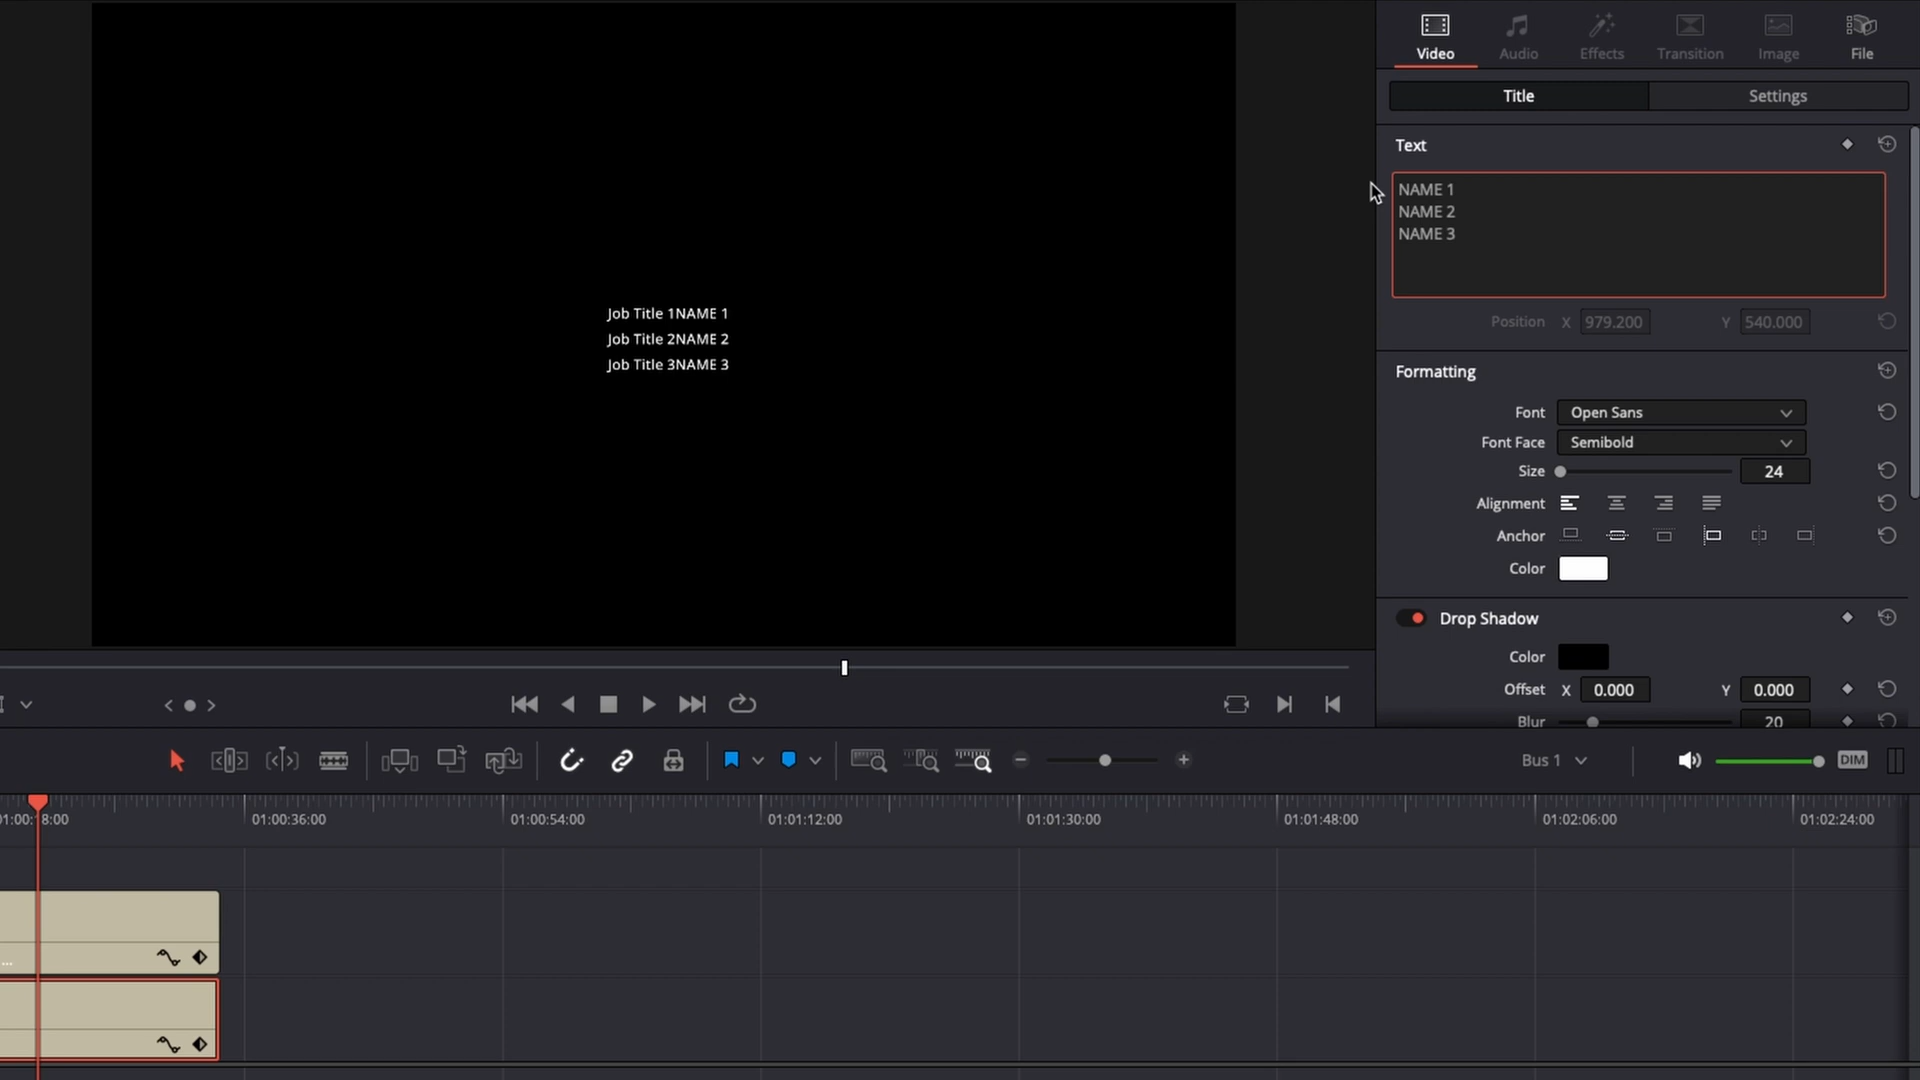 Video
Audio
Effects
Transition
Image
File
Title
Settings
Text
NAME 1
NAME 2
NAME 3
Position X 979.200 Y 540.000
Job Title 1NAME 1
Job Title 2NAME 2
Job Title 3NAME 3
Formatting
Font Open Sans
Font Face Semibold
Size 24
Alignment
Anchor
Color
Drop Shadow
Color
Offset X 0.000 Y 0.000
Blur 20
Bus 1
DIM
01:00:36:00
01:00:54:00
01:01:12:00
01:01:30:00
01:01:48:00
01:02:06:00
01:02:24:00
...